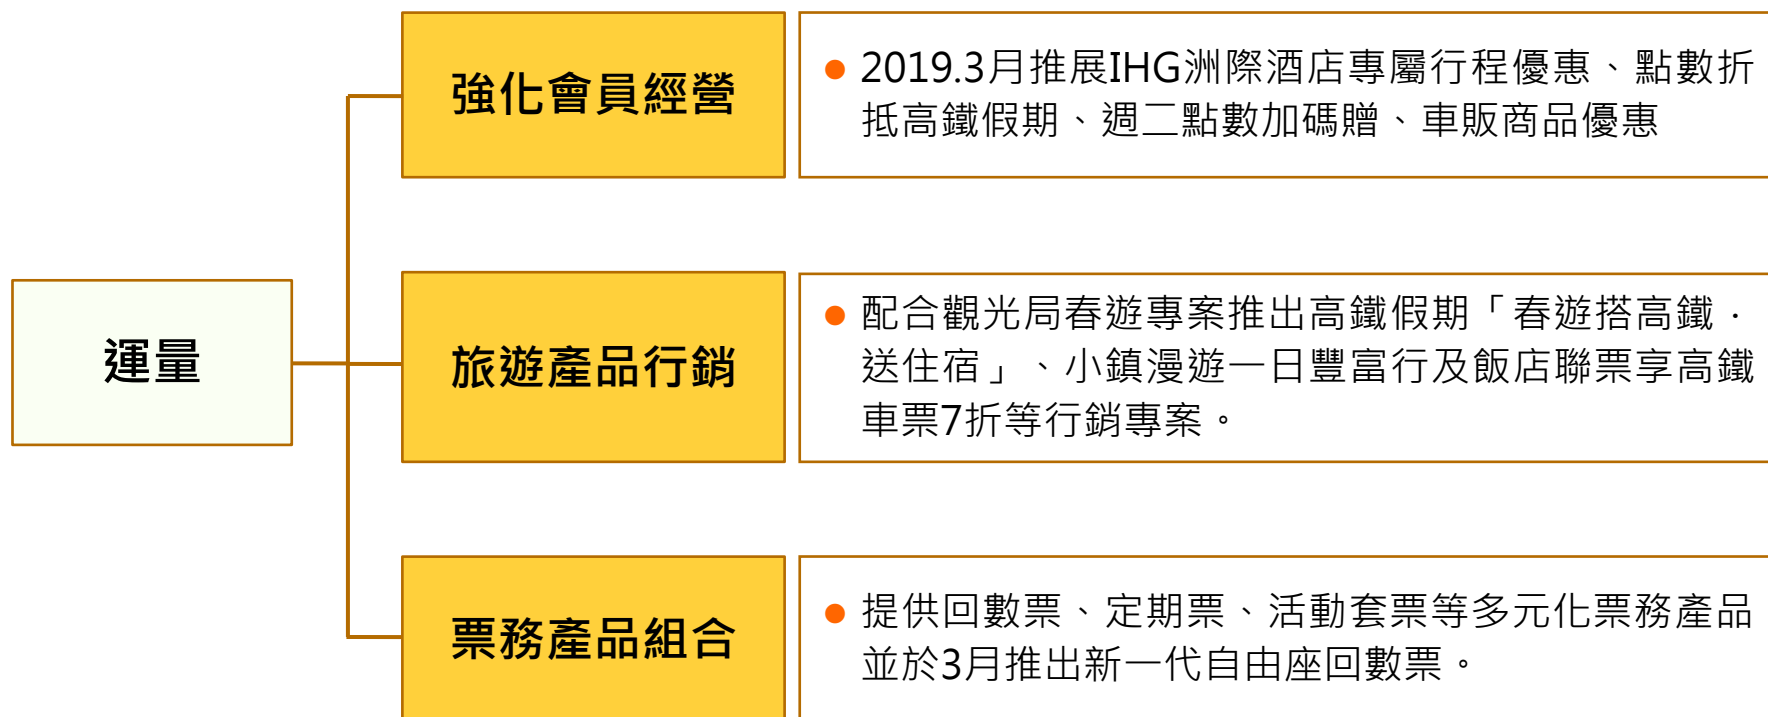 強化會員經營
● 2019.3月推展IHG洲際酒店專屬行程優惠、點數折
抵高鐵假期、週二點數加碼贈、車販商品優惠
運量
旅遊產品行銷
● 配合觀光局春遊專案推出高鐵假期「春遊搭高鐵．
送住宿」、小鎮漫遊一日豐富行及飯店聯票享高鐵
車票7折等行銷專案。
票務產品組合
● 提供回數票、定期票、活動套票等多元化票務產品
並於3月推出新一代自由座回數票。